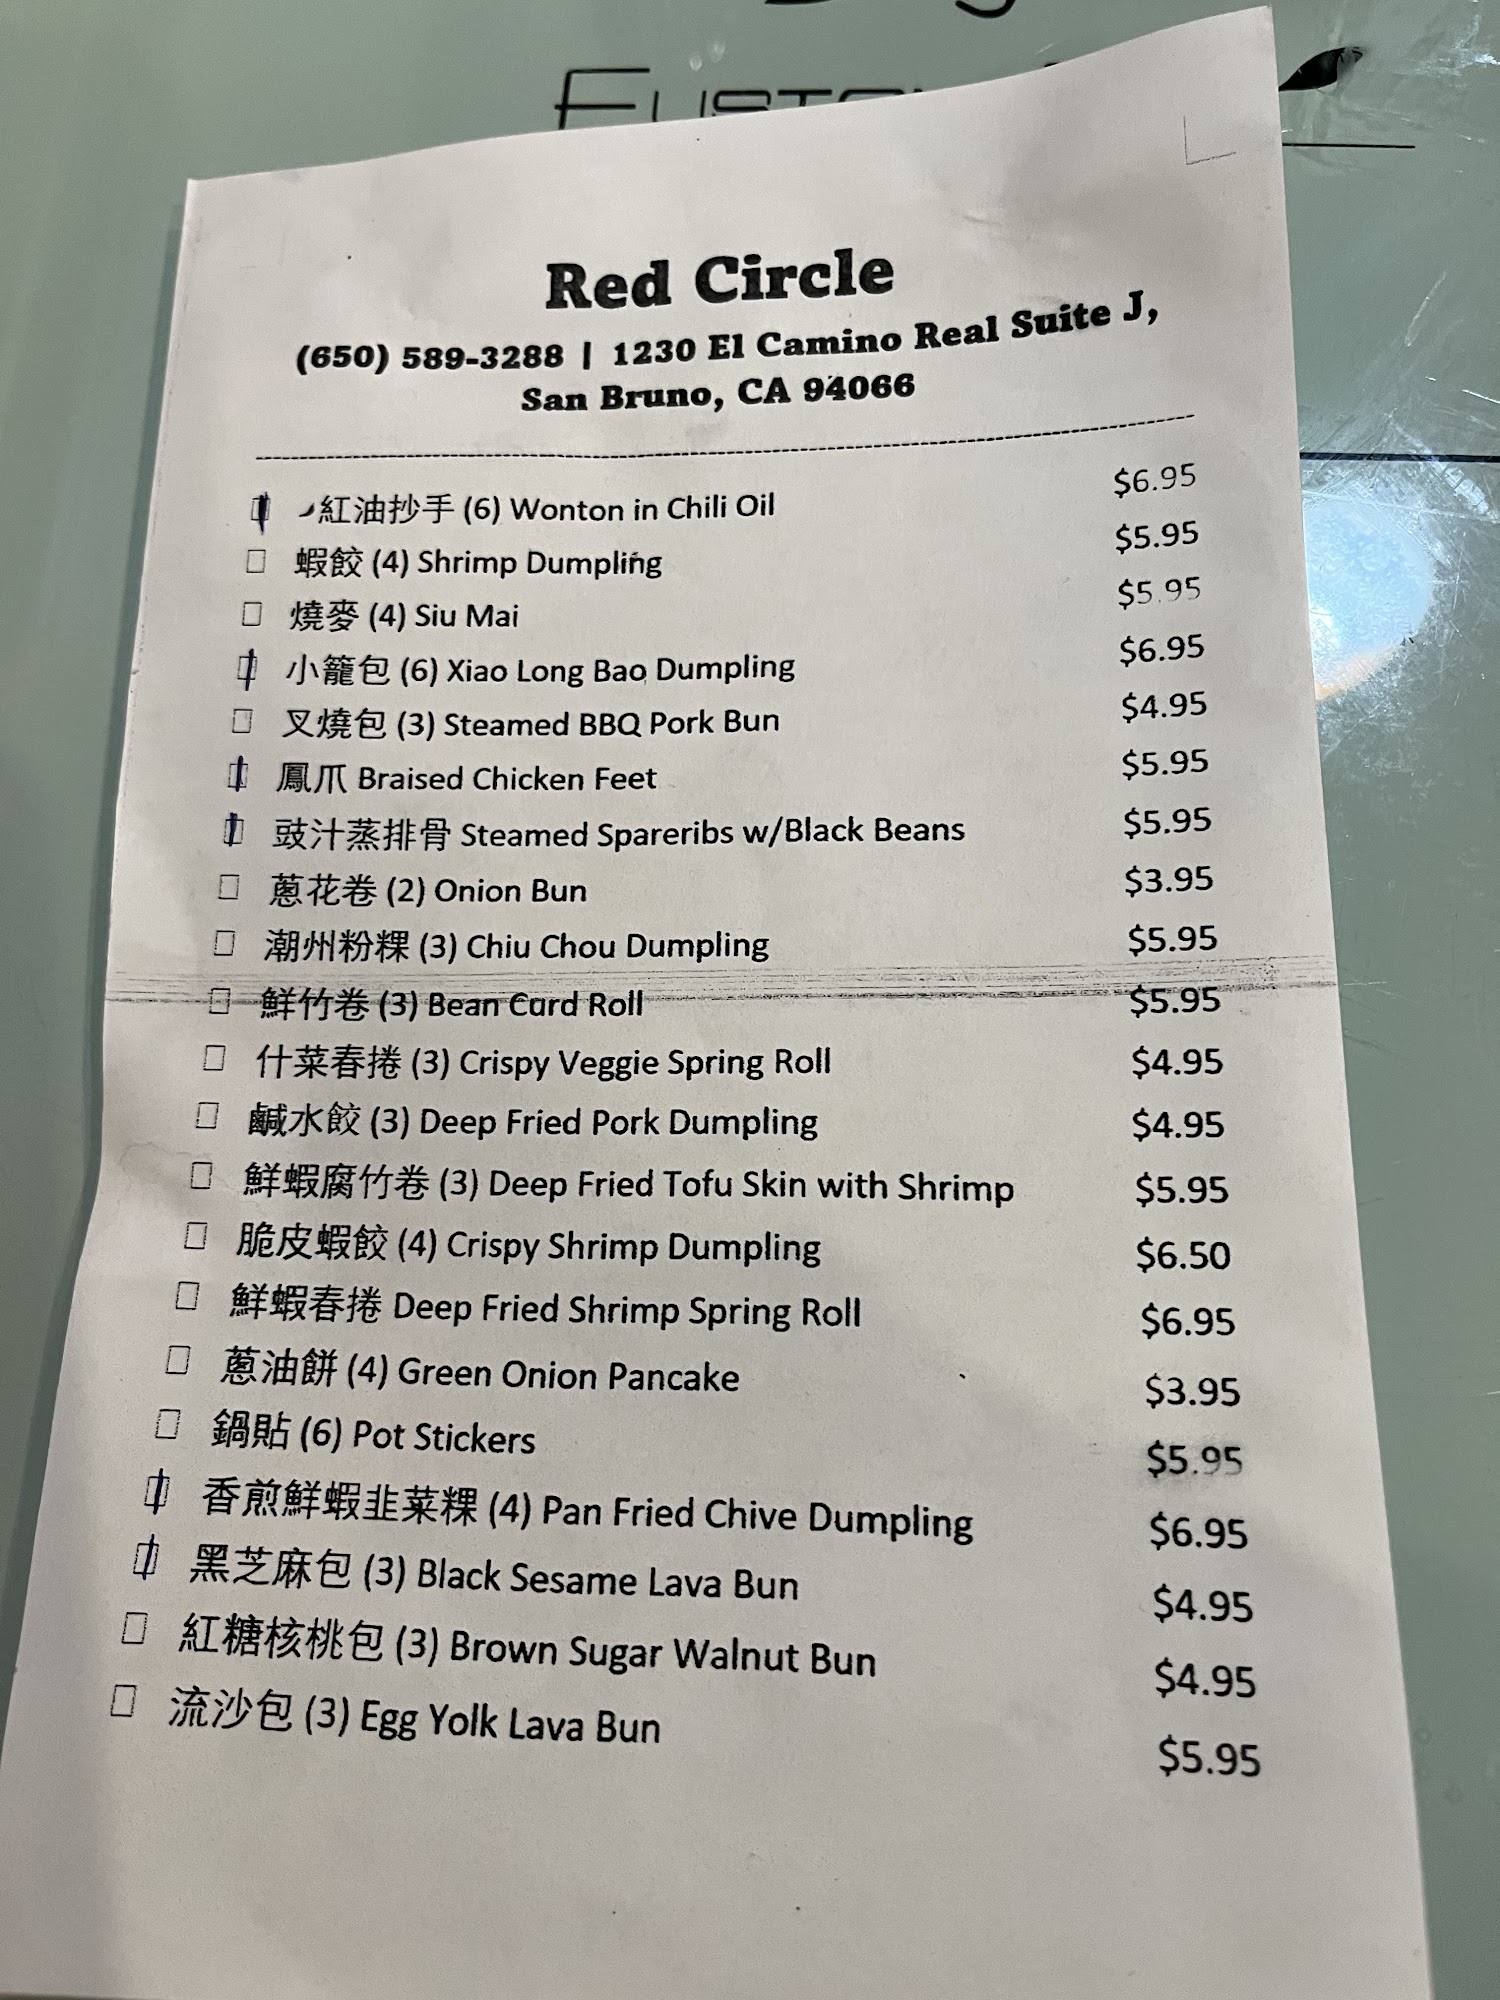 Red Circle
(650) 589-3288 | 1230 El Camino Real Suite J,
San Bruno, CA 94066
紅油抄手 (6) Wonton in Chili Oil $6.95
蝦餃 (4) Shrimp Dumpling $5.95
燒麥 (4) Siu Mai $5.95
小籠包 (6) Xiao Long Bao Dumpling $6.95
叉燒包 (3) Steamed BBQ Pork Bun $4.95
鳳爪 Braised Chicken Feet $5.95
豉汁蒸排骨 Steamed Spareribs w/Black Beans $5.95
蔥花卷 (2) Onion Bun $3.95
潮州粉粿 (3) Chiu Chou Dumpling $5.95
鮮竹卷 (3) Bean Curd Roll $5.95
什菜春捲 (3) Crispy Veggie Spring Roll $4.95
鹹水餃 (3) Deep Fried Pork Dumpling $4.95
鮮蝦腐竹卷 (3) Deep Fried Tofu Skin with Shrimp $5.95
脆皮蝦餃 (4) Crispy Shrimp Dumpling $6.50
鮮蝦春捲 Deep Fried Shrimp Spring Roll $6.95
蔥油餅 (4) Green Onion Pancake $3.95
鍋貼 (6) Pot Stickers $5.95
香煎鮮蝦韭菜粿 (4) Pan Fried Chive Dumpling $6.95
黑芝麻包 (3) Black Sesame Lava Bun $4.95
紅糖核桃包 (3) Brown Sugar Walnut Bun $4.95
流沙包 (3) Egg Yolk Lava Bun $5.95